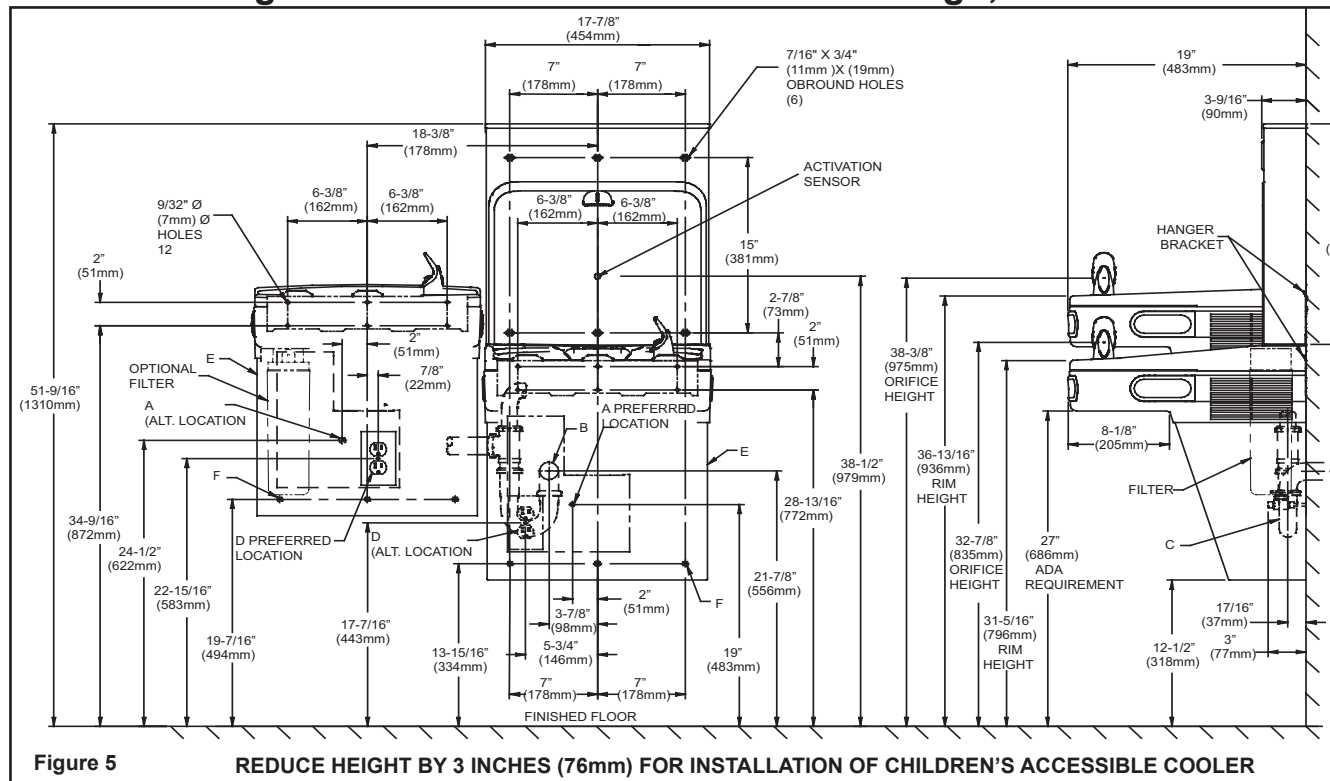 17-7/8”
(454mm)
7”
(178mm)
7”
(178mm)
7/16" X 3/4"
(11mm )X (19mm)
OBROUND HOLES
(6)
19”
(483mm)
3-9/16”
(90mm)
18-3/8”
(178mm)
ACTIVATION
SENSOR
9/32" Ø
(7mm) Ø
HOLES
12
6-3/8”
(162mm)
6-3/8”
(162mm)
6-3/8”
(162mm)
6-3/8”
(162mm)
15”
(381mm)
HANGER
BRACKET
2”
(51mm)
2-7/8”
(73mm)
2”
(51mm)
2”
(51mm)
7/8”
(22mm)
E
OPTIONAL
FILTER
A
(ALT. LOCATION
51-9/16”
(1310mm)
38-3/8”
(975mm)
ORIFICE
HEIGHT
A PREFERRED
LOCATION
B
E
8-1/8”
(205mm)
36-13/16”
(936mm)
RIM
HEIGHT
38-1/2”
(979mm)
28-13/16”
(772mm)
FILTER
F
34-9/16”
(872mm)
24-1/2”
(622mm)
D PREFERRED
LOCATION
D
(ALT. LOCATION
32-7/8”
(835mm)
ORIFICE
HEIGHT
27”
(686mm)
ADA
REQUIREMENT
C
22-15/16”
(583mm)
21-7/8”
(556mm)
F
19-7/16”
(494mm)
17-7/16”
(443mm)
13-15/16”
(334mm)
2”
(51mm)
3-7/8”
(98mm)
5-3/4”
(146mm)
19”
(483mm)
31-5/16”
(796mm)
RIM
HEIGHT
17/16”
(37mm)
12-1/2”
(318mm)
3”
(77mm)
7”
(178mm)
7”
(178mm)
FINISHED FLOOR
Figure 5
REDUCE HEIGHT BY 3 INCHES (76mm) FOR INSTALLATION OF CHILDREN’S ACCESSIBLE COOLER